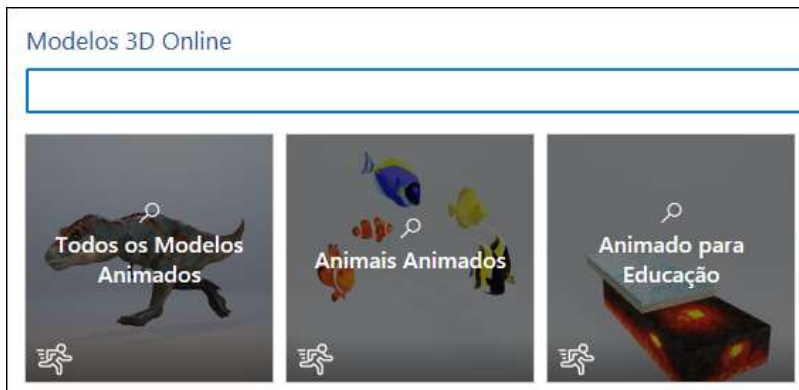 Modelos 3D Online
Todos os Modelos
Animados
Animais Animados
Animado para
Educação